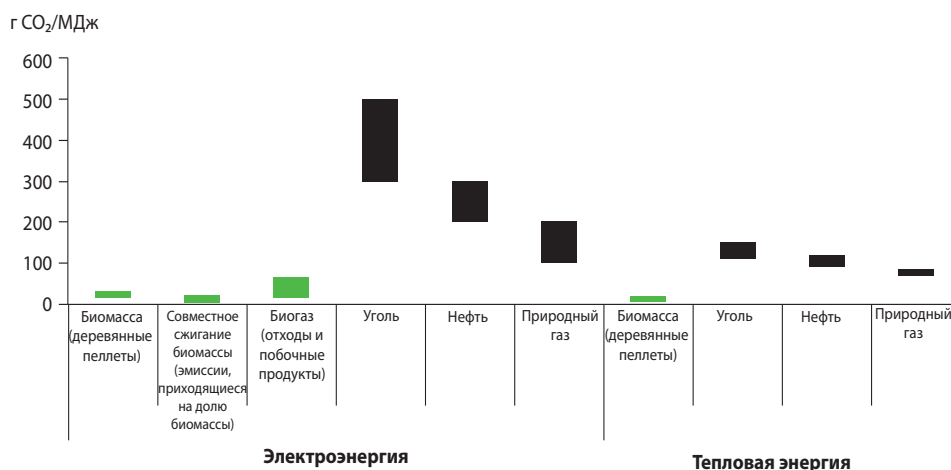 г CO₂/МДж
600
500
400
300
200
100
0
Биомасса
(деревянные
пеллеты)
Совместное
сжигание
биомассы
(эмиссии,
приходящиеся
на долю
биомассы)
Биогаз
(отходы и
побочные
продукты)
Уголь
Нефть
Природный
газ
Биомасса
(деревянные
пеллеты)
Уголь
Нефть
Природный
газ
Электроэнергия
Тепловая энергия